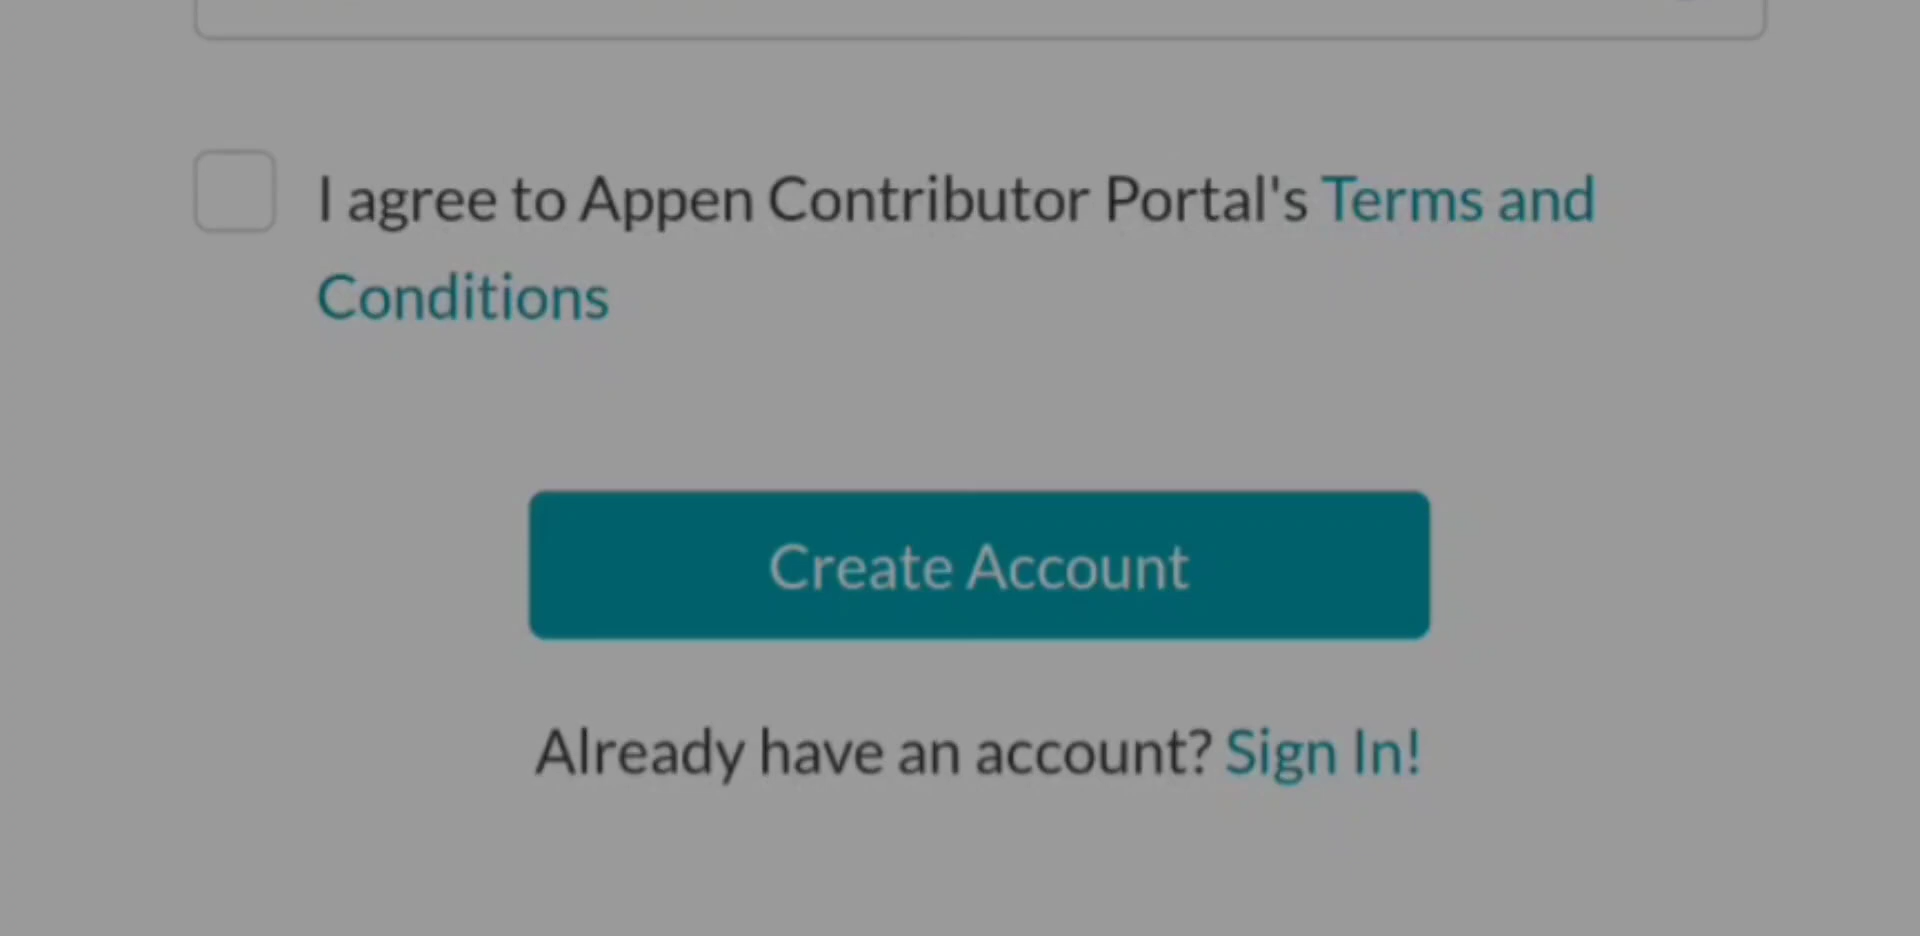 I agree to Appen Contributor Portal's Terms and
Conditions
Create Account
Already have an account? Sign In!